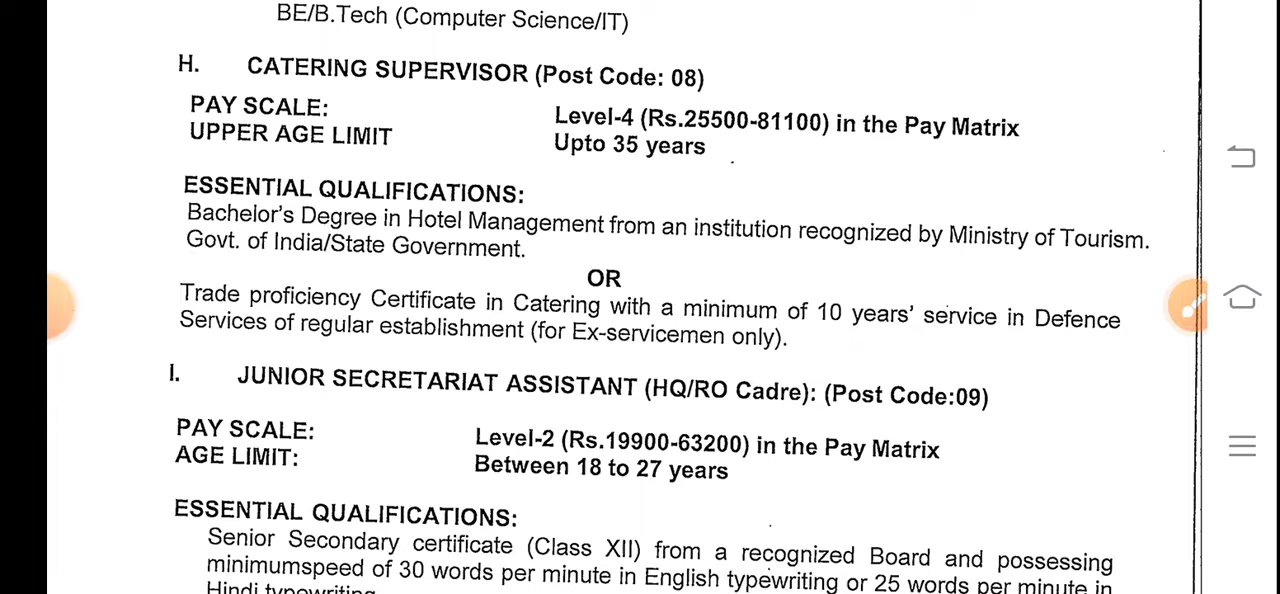 BE/B.Tech (Computer Science/IT)
H. CATERING SUPERVISOR (Post Code: 08)
PAY SCALE: Level-4 (Rs.25500-81100) in the Pay Matrix
UPPER AGE LIMIT Upto 35 years
ESSENTIAL QUALIFICATIONS:
Bachelor's Degree in Hotel Management from an institution recognized by Ministry of Tourism.
Govt. of India/State Government.
OR
Trade proficiency Certificate in Catering with a minimum of 10 years' service in Defence
Services of regular establishment (for Ex-servicemen only).
I. JUNIOR SECRETARIAT ASSISTANT (HQ/RO Cadre): (Post Code:09)
PAY SCALE: Level-2 (Rs.19900-63200) in the Pay Matrix
AGE LIMIT: Between 18 to 27 years
ESSENTIAL QUALIFICATIONS:
Senior Secondary certificate (Class XII) from a recognized Board and possessing
minimumspeed of 30 words per minute in English typewriting or 25 words per minute in
Hindi typewriting